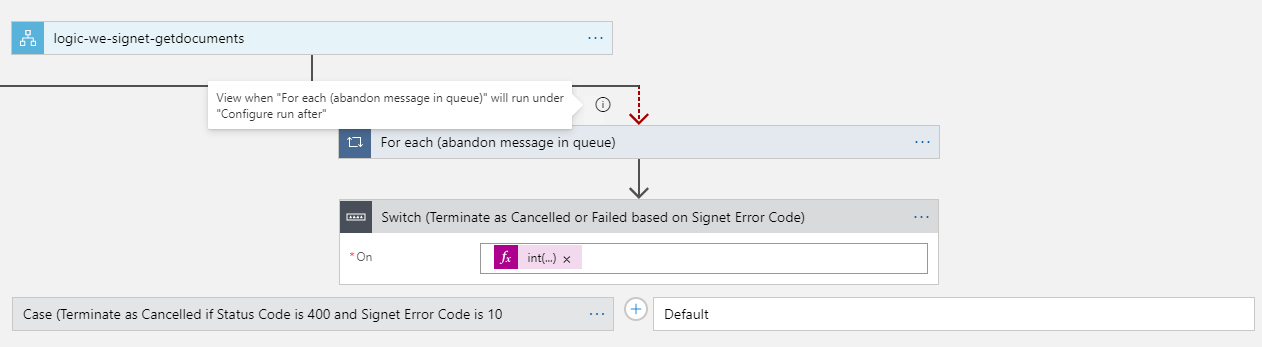 logic-we-signet-getdocuments
View when "For each (abandon message in queue)" will run under
"Configure run after"
For each (abandon message in queue)
Switch (Terminate as Cancelled or Failed based on Signet Error Code)
*On
fx int(...) ×
Case (Terminate as Cancelled if Status Code is 400 and Signet Error Code is 10
Default